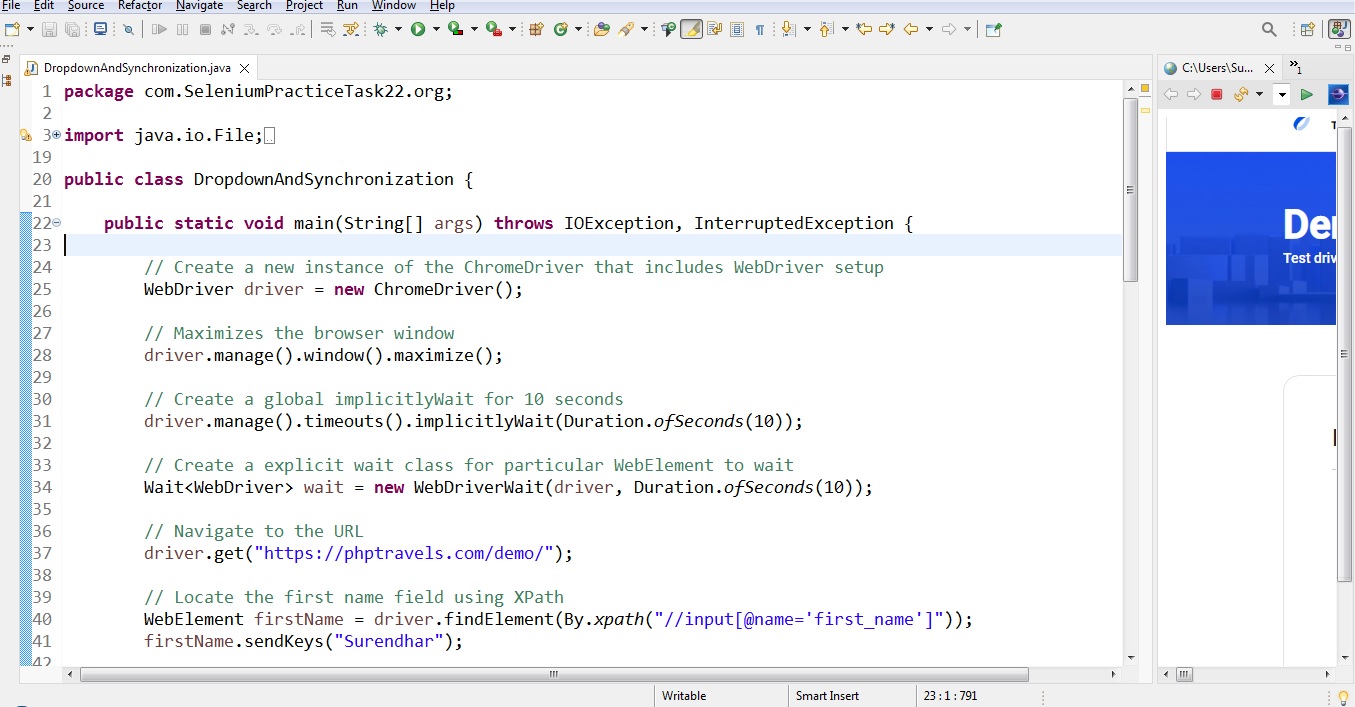 File Edit Source Refactor Navigate Search Project Run Window Help
DropdownAndSynchronization.java
C:\Users\Su...
»1
1 package com.SeleniumPracticeTask22.org;
2
3 import java.io.File;
19
20 public class DropdownAndSynchronization {
21
22 public static void main(String[] args) throws IOException, InterruptedException {
23
24 // Create a new instance of the ChromeDriver that includes WebDriver setup
25 WebDriver driver = new ChromeDriver();
26
27 // Maximizes the browser window
28 driver.manage().window().maximize();
29
30 // Create a global implicitlyWait for 10 seconds
31 driver.manage().timeouts().implicitlyWait(Duration.ofSeconds(10));
32
33 // Create a explicit wait class for particular WebElement to wait
34 Wait<WebDriver> wait = new WebDriverWait(driver, Duration.ofSeconds(10));
35
36 // Navigate to the URL
37 driver.get("https://phptravels.com/demo/");
38
39 // Locate the first name field using XPath
40 WebElement firstName = driver.findElement(By.xpath("//input[@name='first_name']"));
41 firstName.sendKeys("Surendhar");
42
Test driv
Writable
Smart Insert
23 : 1 : 791